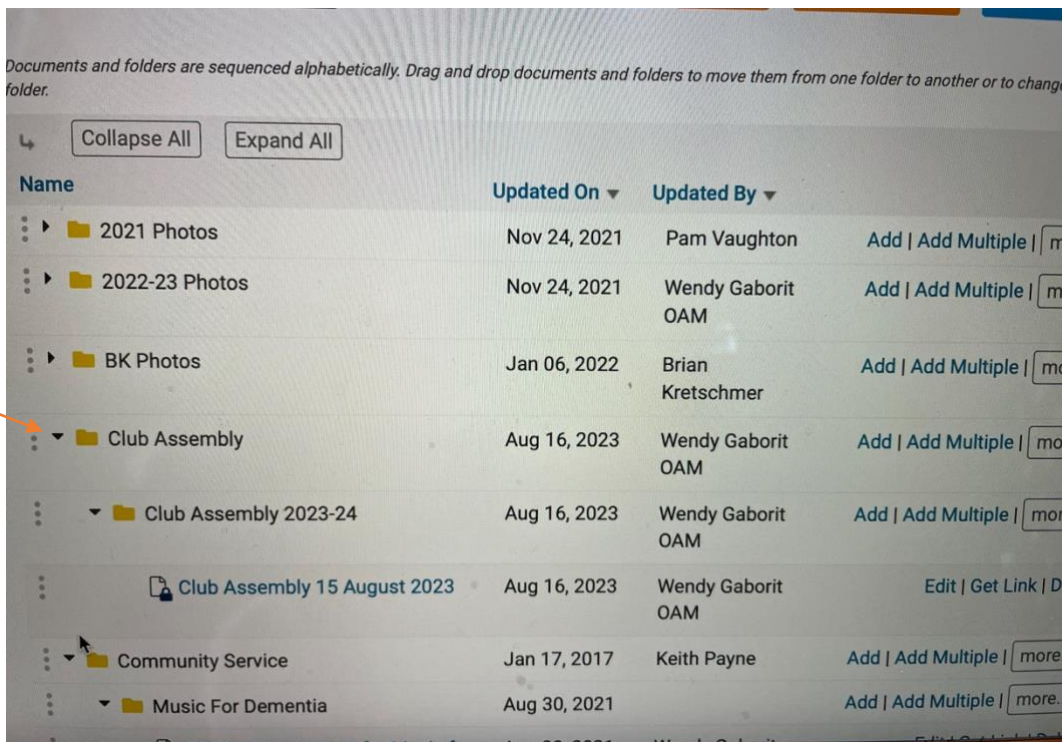 Documents and folders are sequenced alphabetically. Drag and drop documents and folders to move them from one folder to another or to change
folder.
Collapse All Expand All
Name Updated On Updated By
2021 Photos Nov 24, 2021 Pam Vaughton Add | Add Multiple |
2022-23 Photos Nov 24, 2021 Wendy Gaborit Add | Add Multiple |
OAM
BK Photos Jan 06, 2022 Brian Add | Add Multiple |
Kretschmer
Club Assembly Aug 16, 2023 Wendy Gaborit Add | Add Multiple |
OAM
Club Assembly 2023-24 Aug 16, 2023 Wendy Gaborit Add | Add Multiple |
OAM
Club Assembly 15 August 2023 Aug 16, 2023 Wendy Gaborit Edit | Get Link |
OAM
Community Service Jan 17, 2017 Keith Payne Add | Add Multiple | more
Music For Dementia Aug 30, 2021 Add | Add Multiple | more.